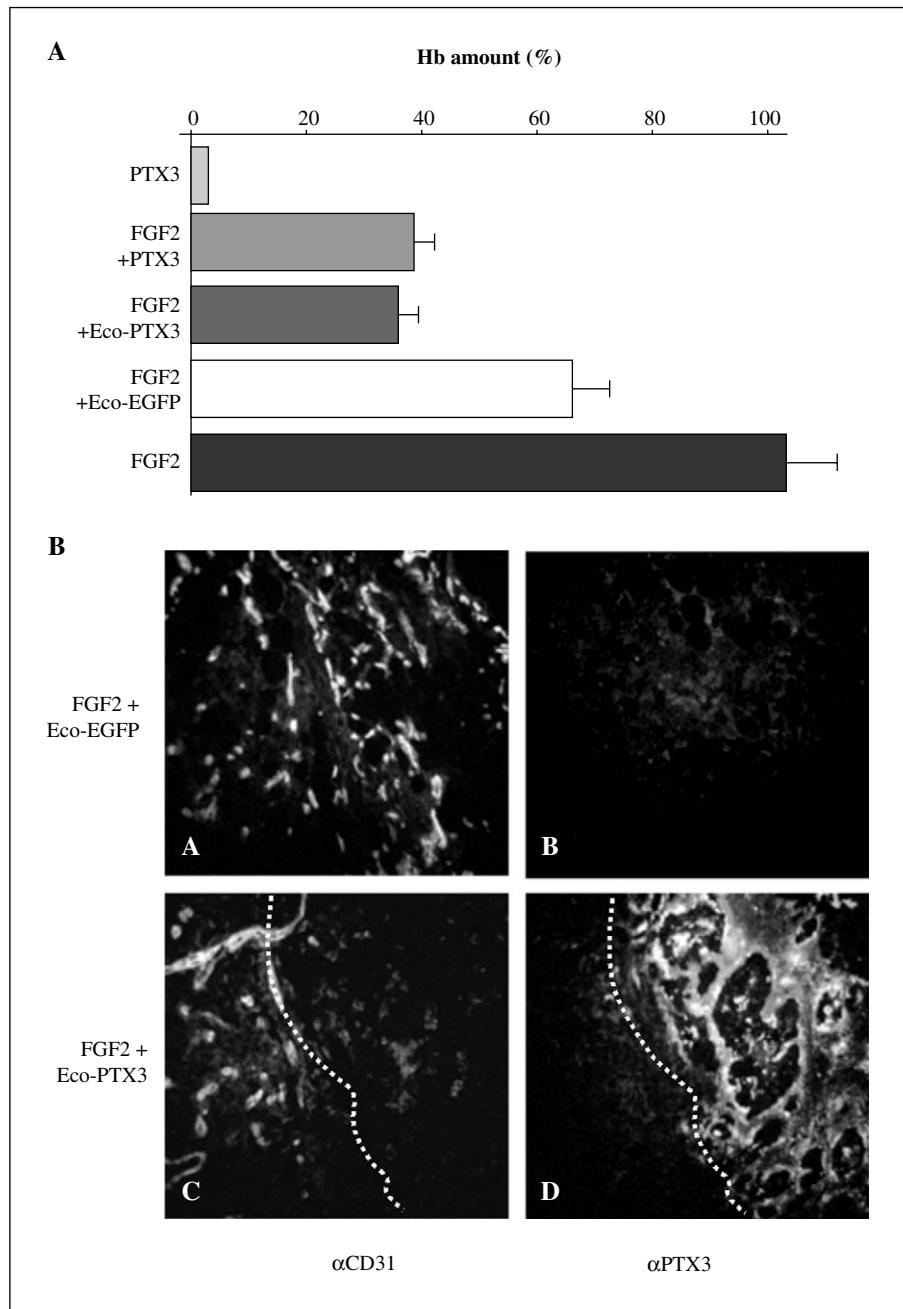 A
Hb amount (%)
0 20 40 60 80 100
PTX3
FGF2
+PTX3
FGF2
+Eco-PTX3
FGF2
+Eco-EGFP
FGF2
B
FGF2 +
Eco-EGFP
A
B
FGF2 +
Eco-PTX3
C
D
αCD31
αPTX3